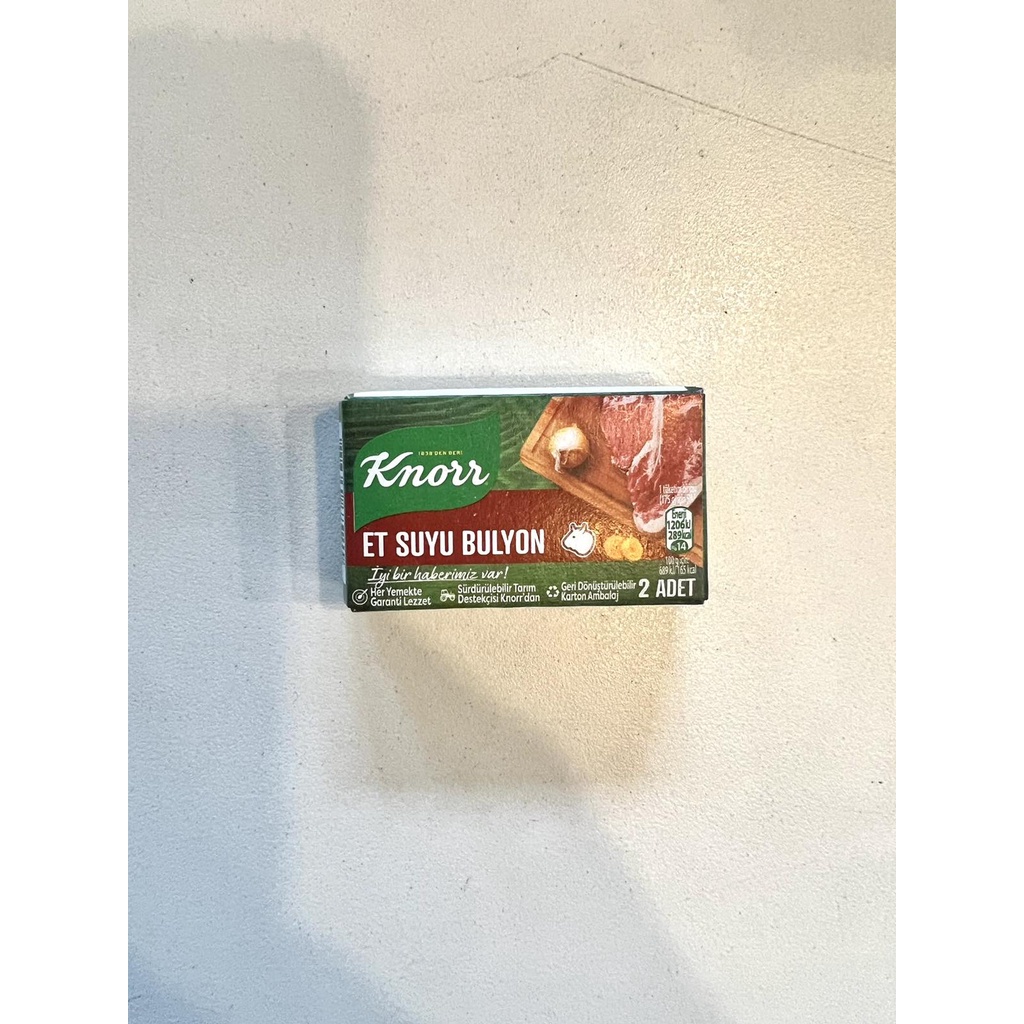 1838'DEN BERİ
Knorr
ET SUYU BULYON
İyi bir haberimiz var!
Her Yemekte
Garanti Lezzet
Sürdürülebilir Tarım
Destekçisi Knorr'dan
Geri Dönüştürülebilir
Karton Ambalaj
2 ADET
Enerji
1206kJ
289kcal
%14